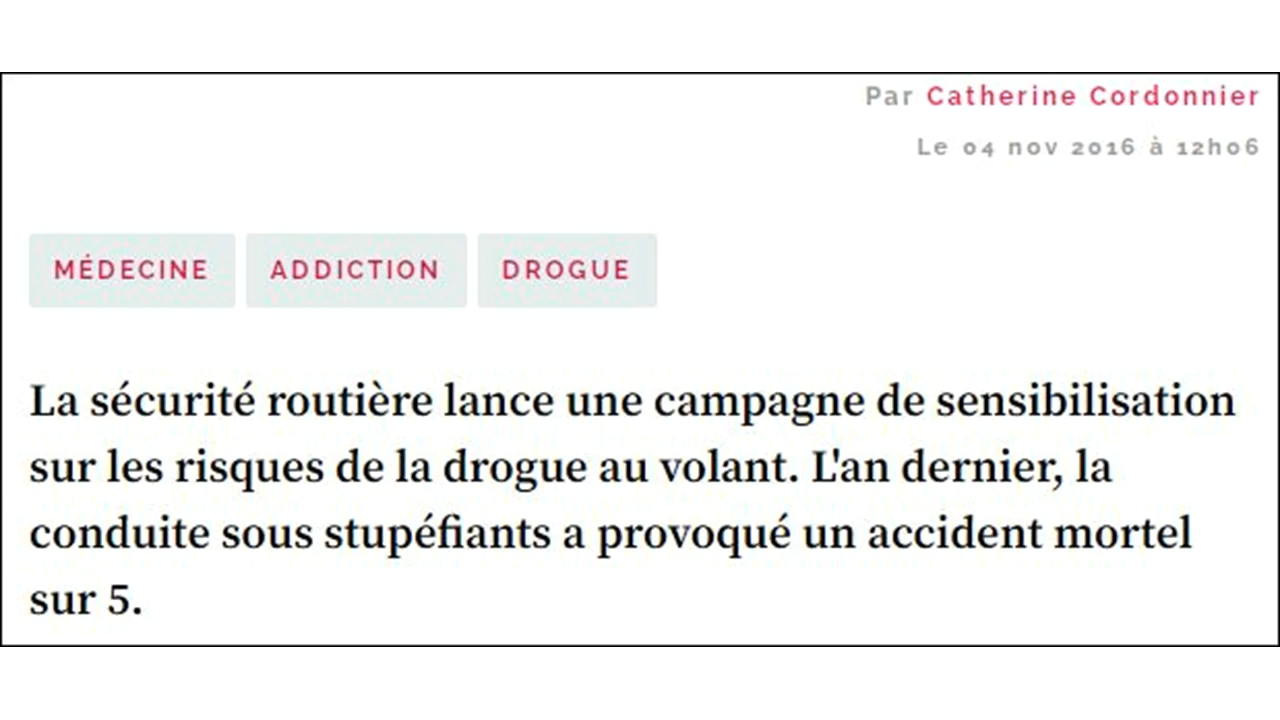 Par Catherine Cordonnier
Le 04 nov 2016 à 12h06
MÉDECINE ADDICTION DROGUE
La sécurité routière lance une campagne de sensibilisation
sur les risques de la drogue au volant. L'an dernier, la
conduite sous stupéfiants a provoqué un accident mortel
sur 5.